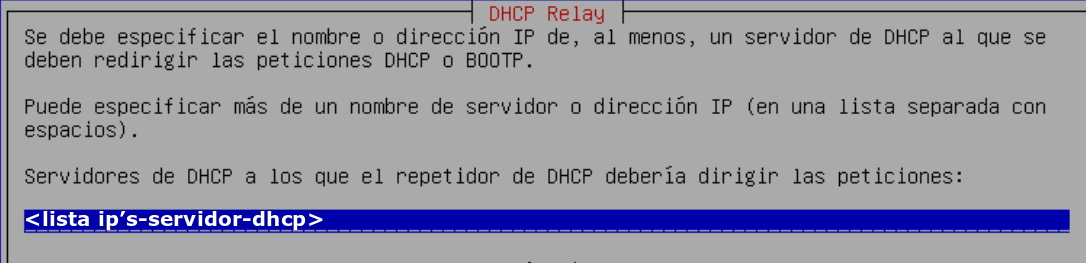 DHCP Relay
Se debe especificar el nombre o dirección IP de, al menos, un servidor de DHCP al que se
deben redirigir las peticiones DHCP o BOOTP.
Puede especificar más de un nombre de servidor o dirección IP (en una lista separada con
espacios).
Servidores de DHCP a los que el repetidor de DHCP debería dirigir las peticiones:
<lista ip's-servidor-dhcp>